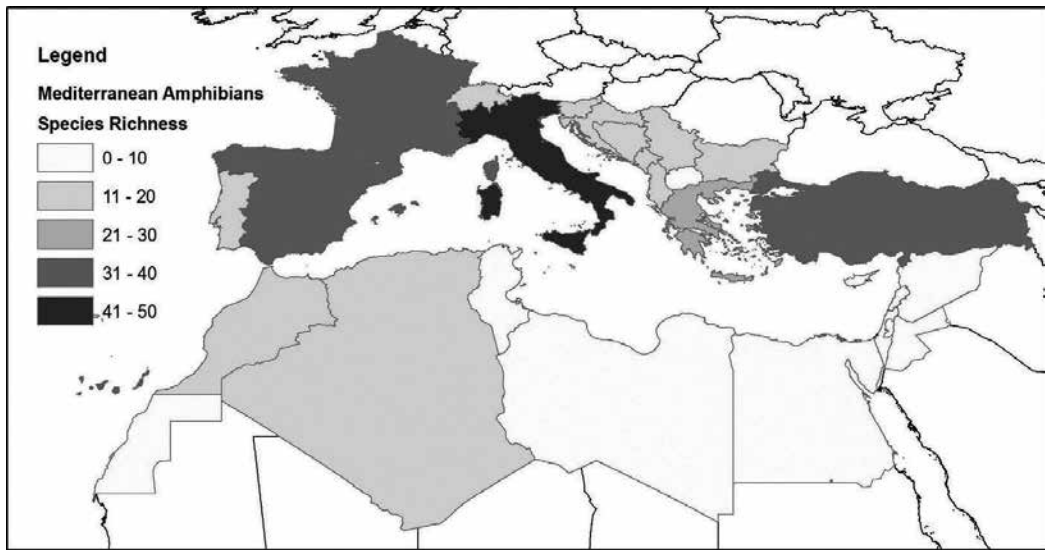 Legend
Mediterranean Amphibians
Species Richness
0 - 10
11 - 20
21 - 30
31 - 40
41 - 50